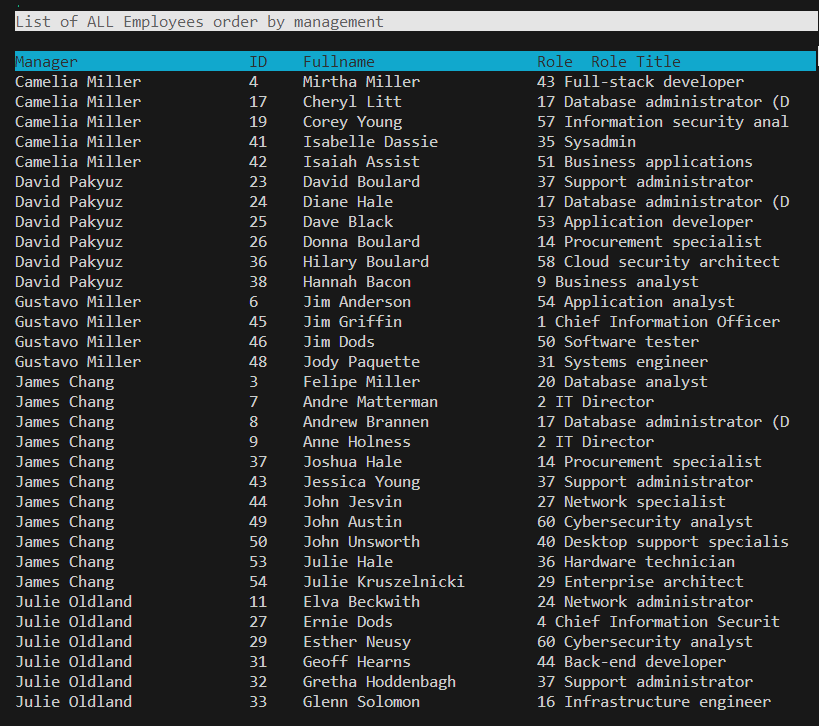 List of ALL Employees order by management
Manager ID Fullname Role Role Title
Camelia Miller 4 Mirtha Miller 43 Full-stack developer
Camelia Miller 17 Cheryl Litt 17 Database administrator (D
Camelia Miller 19 Corey Young 57 Information security anal
Camelia Miller 41 Isabelle Dassie 35 Sysadmin
Camelia Miller 42 Isaiah Assist 51 Business applications
David Pakyuz 23 David Boulard 37 Support administrator
David Pakyuz 24 Diane Hale 17 Database administrator (D
David Pakyuz 25 Dave Black 53 Application developer
David Pakyuz 26 Donna Boulard 14 Procurement specialist
David Pakyuz 36 Hilary Boulard 58 Cloud security architect
David Pakyuz 38 Hannah Bacon 9 Business analyst
Gustavo Miller 6 Jim Anderson 54 Application analyst
Gustavo Miller 45 Jim Griffin 1 Chief Information Officer
Gustavo Miller 46 Jim Dods 50 Software tester
Gustavo Miller 48 Jody Paquette 31 Systems engineer
James Chang 3 Felipe Miller 20 Database analyst
James Chang 7 Andre Matterman 2 IT Director
James Chang 8 Andrew Brannen 17 Database administrator (D
James Chang 9 Anne Holness 2 IT Director
James Chang 37 Joshua Hale 14 Procurement specialist
James Chang 43 Jessica Young 37 Support administrator
James Chang 44 John Jesvin 27 Network specialist
James Chang 49 John Austin 60 Cybersecurity analyst
James Chang 50 John Unsworth 40 Desktop support specialis
James Chang 53 Julie Hale 36 Hardware technician
James Chang 54 Julie Kruszelnicki 29 Enterprise architect
Julie Oldland 11 Elva Beckwith 24 Network administrator
Julie Oldland 27 Ernie Dods 4 Chief Information Securit
Julie Oldland 29 Esther Neusy 60 Cybersecurity analyst
Julie Oldland 31 Geoff Hearns 44 Back-end developer
Julie Oldland 32 Gretha Hoddenbagh 37 Support administrator
Julie Oldland 33 Glenn Solomon 16 Infrastructure engineer